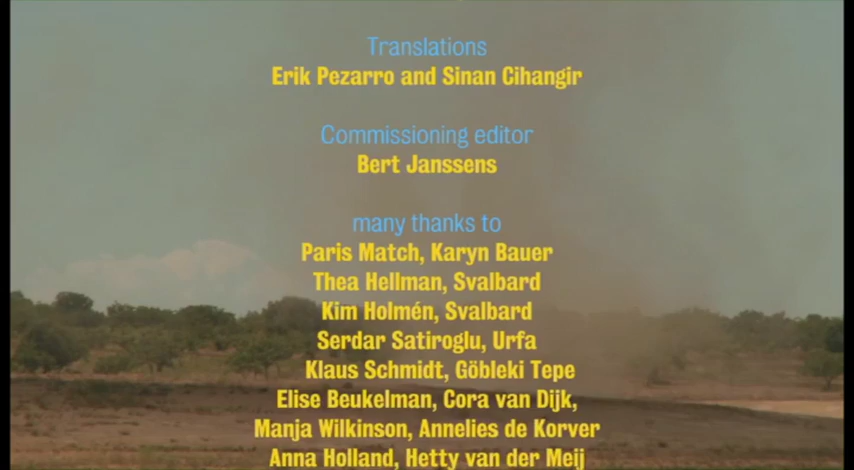 Translations
Erik Pezarro and Sinan Cihangir
Commissioning editor
Bert Janssens
many thanks to
Paris Match, Karyn Bauer
Thea Hellman, Svalbard
Kim Holmén, Svalbard
Serdar Satiroglu, Urfa
Klaus Schmidt, Göbleki Tepe
Elise Beukelman, Cora van Dijk,
Manja Wilkinson, Annelies de Korver
Anna Holland, Hetty van der Meij